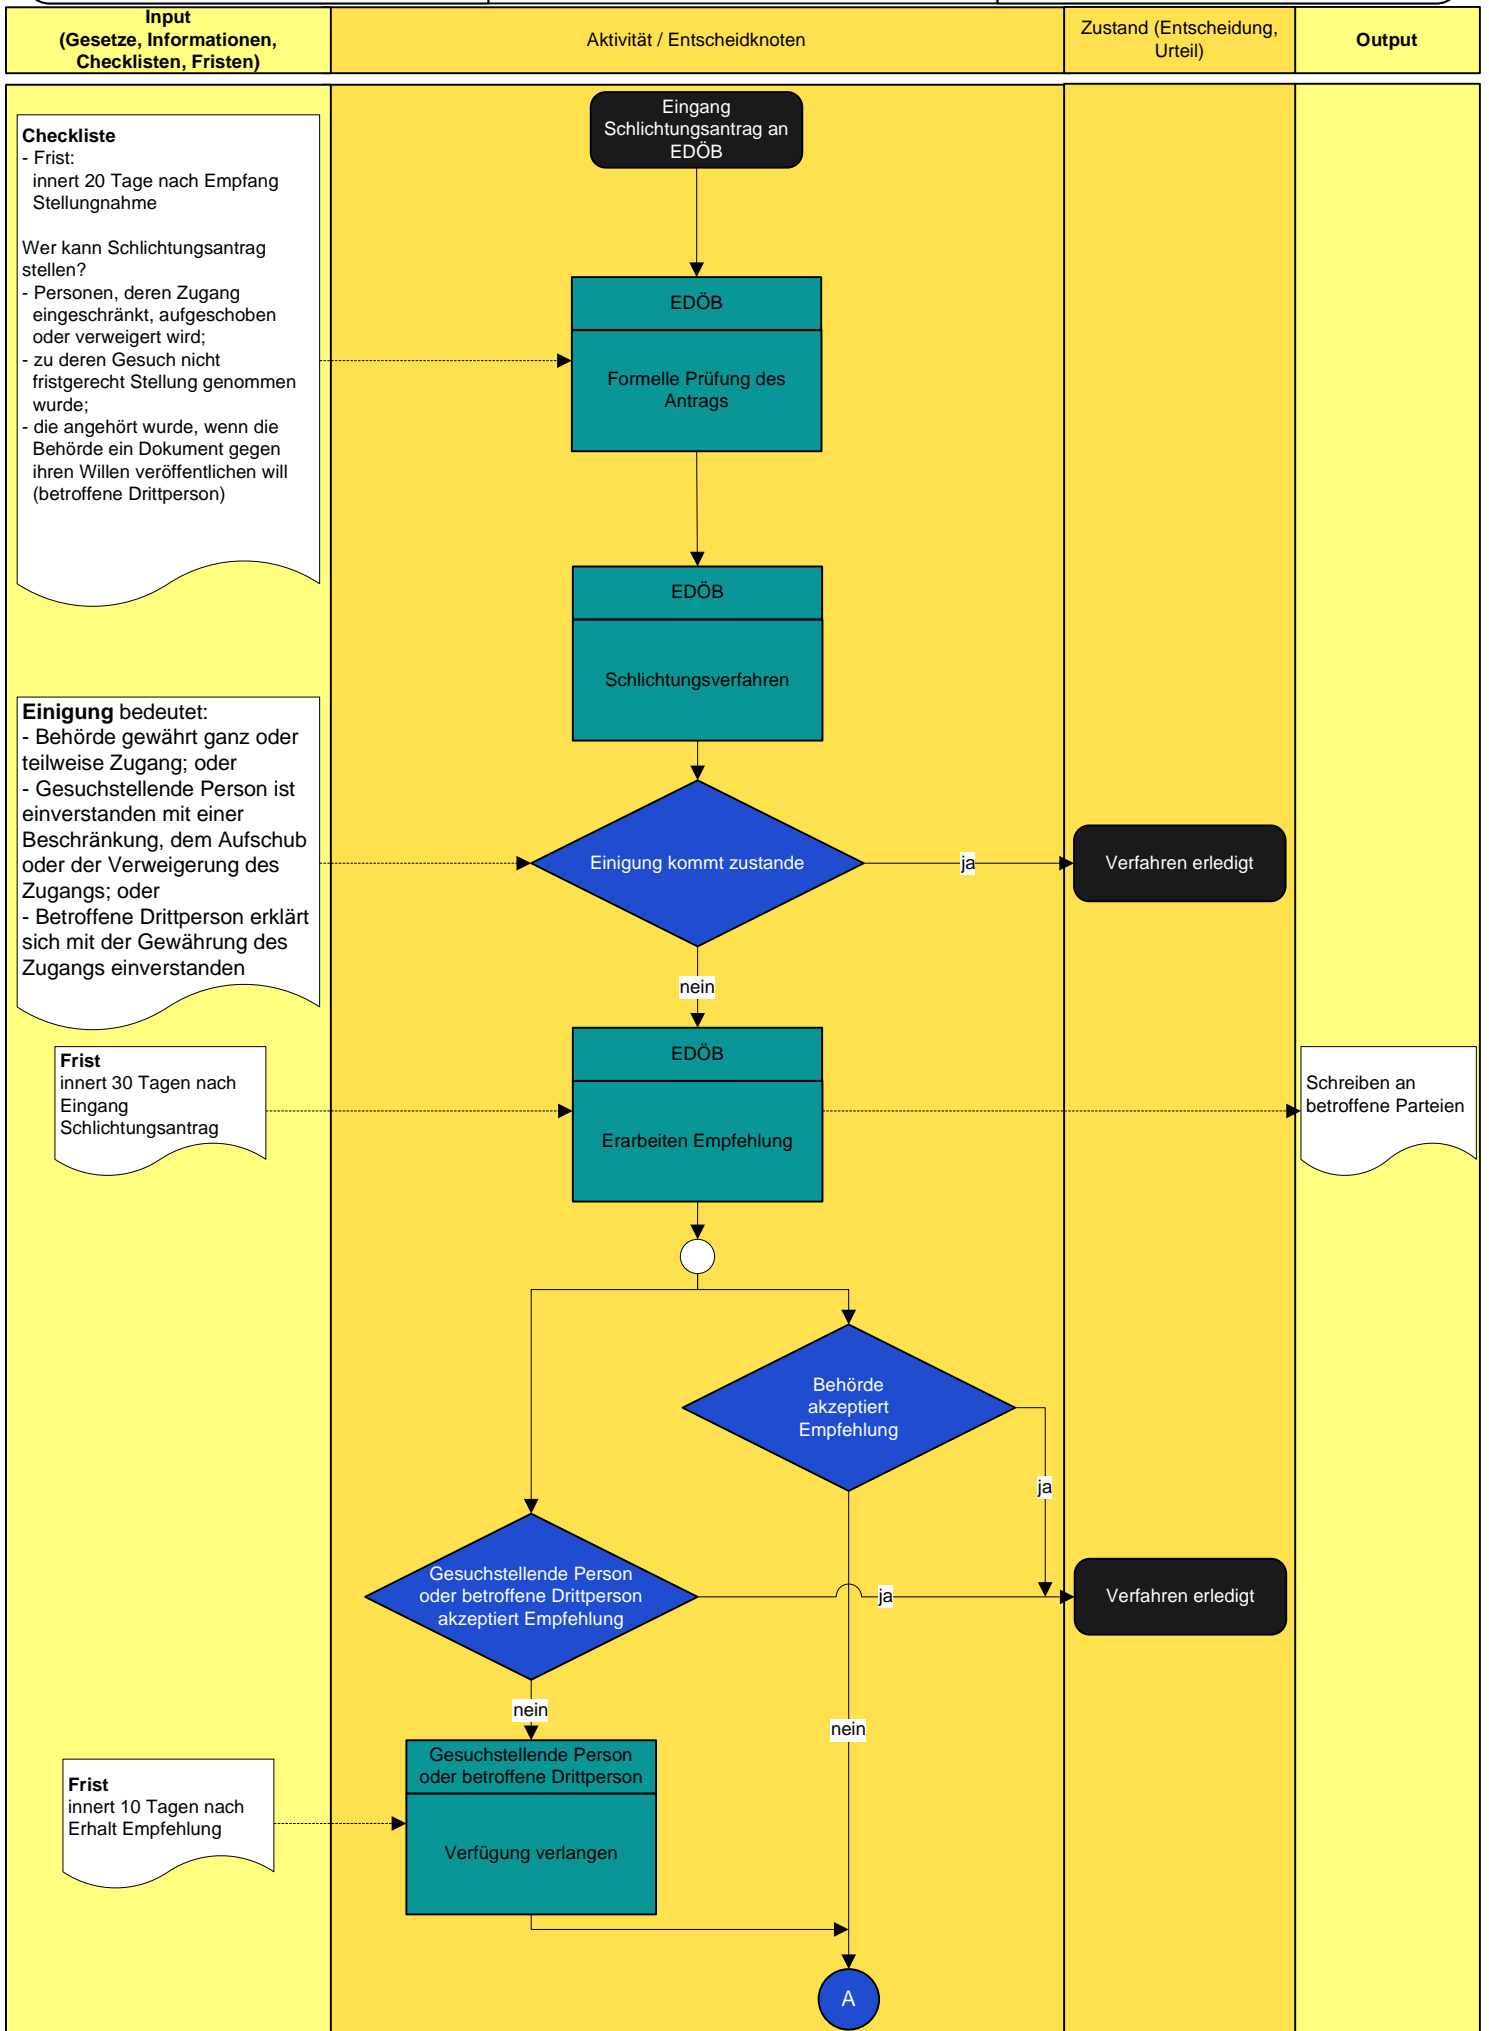 Input
(Gesetze, Informationen,
Checklisten, Fristen)
Aktivität / Entscheidknoten
Zustand (Entscheidung,
Urteil)
Output
Eingang
Schlichtungsantrag an
EDÖB
Checkliste
- Frist:
innert 20 Tage nach Empfang
Stellungnahme
Wer kann Schlichtungsantrag
stellen?
- Personen, deren Zugang
eingeschränkt, aufgeschoben
oder verweigert wird;
- zu deren Gesuch nicht
fristgerecht Stellung genommen
wurde;
- die angehört wurde, wenn die
Behörde ein Dokument gegen
ihren Willen veröffentlichen will
(betroffene Drittperson)
EDÖB
Formelle Prüfung des
Antrags
EDÖB
Schlichtungsverfahren
Einigung bedeutet:
- Behörde gewährt ganz oder
teilweise Zugang; oder
- Gesuchstellende Person ist
einverstanden mit einer
Beschränkung, dem Aufschub
oder der Verweigerung des
Zugangs; oder
- Betroffene Drittperson erklärt
sich mit der Gewährung des
Zugangs einverstanden
Einigung kommt zustande
ja
Verfahren erledigt
nein
Frist
innert 30 Tagen nach
Eingang
Schlichtungsantrag
EDÖB
Erarbeiten Empfehlung
Schreiben an
betroffene Parteien
Behörde
akzeptiert
Empfehlung
ja
Gesuchstellende Person
oder betroffene Drittperson
akzeptiert Empfehlung
ja
Verfahren erledigt
nein
nein
Frist
innert 10 Tagen nach
Erhalt Empfehlung
Gesuchstellende Person
oder betroffene Drittperson
Verfügung verlangen
A